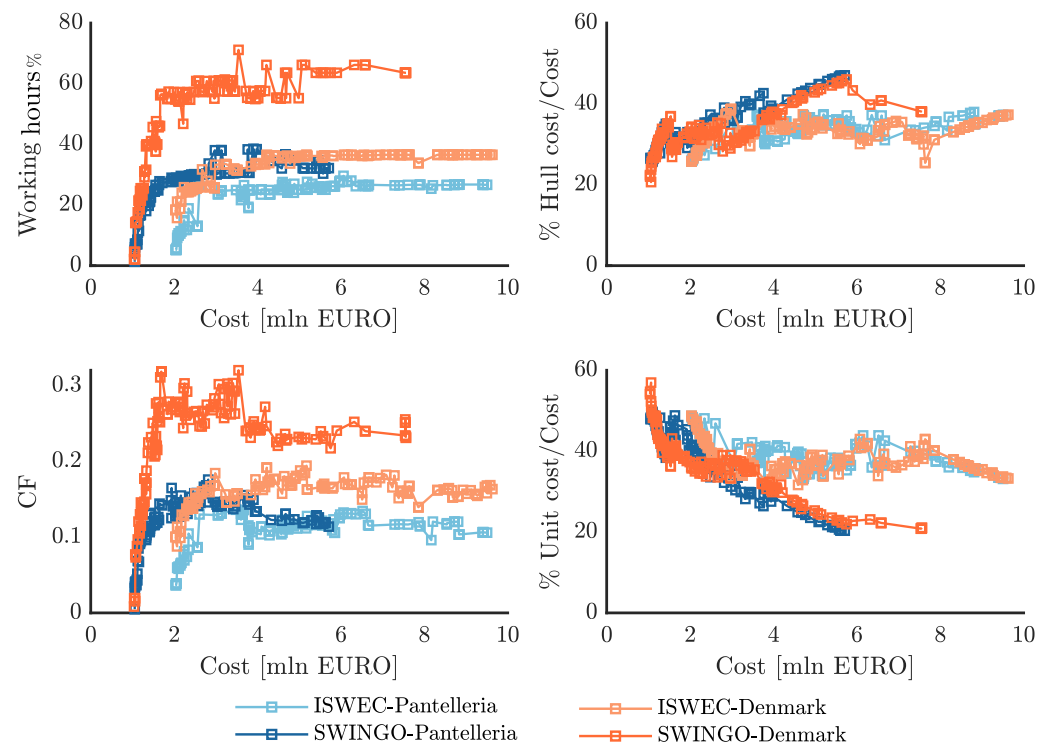 Working hours%
80
60
40
20
0
0 2 4 6 8 10
Cost [mln EURO]
% Hull cost/Cost
60
40
20
0
0 2 4 6 8 10
Cost [mln EURO]
CF
0.3
0.2
0.1
0
0 2 4 6 8 10
Cost [mln EURO]
% Unit cost/Cost
60
40
20
0
0 2 4 6 8 10
Cost [mln EURO]
ISWEC-Pantelleria
SWINGO-Pantelleria
ISWEC-Denmark
SWINGO-Denmark